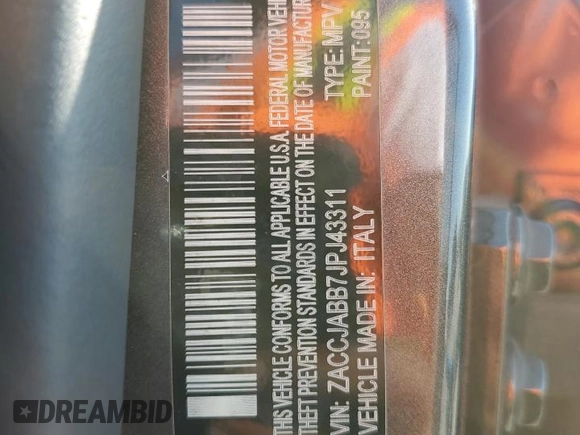 THIS VEHICLE CONFORMS TO ALL APPLICABLE U.S.A. FEDERAL MOTOR VEHI
THEFT PREVENTION STANDARDS IN EFFECT ON THE DATE OF MANUFACTUR
VIN: ZACCJABB7JPJ43311 TYPE: MPV
VEHICLE MADE IN: ITALY PAINT: 095
DREAMBID